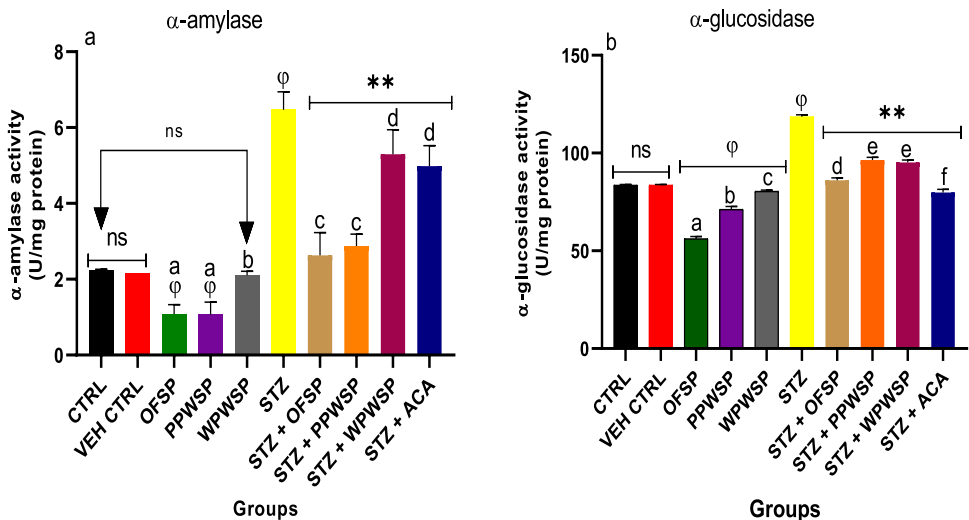 α-amylase
a
α-amylase activity
(U/mg protein)
8
6
4
2
0
ns
ns
a
φ
a
φ
b
φ
**
c
c
d
d
CTRL
VEH CTRL
OFSP
PPWSP
WPWSP
STZ
STZ + OFSP
STZ + PPWSP
STZ + WPWSP
STZ + ACA
Groups
α-glucosidase
b
α-glucosidase activity
(U/mg protein)
150
100
50
0
ns
φ
a
b
c
φ
**
d
e
e
f
CTRL
VEH CTRL
OFSP
PPWSP
WPWSP
STZ
STZ + OFSP
STZ + PPWSP
STZ + WPWSP
STZ + ACA
Groups